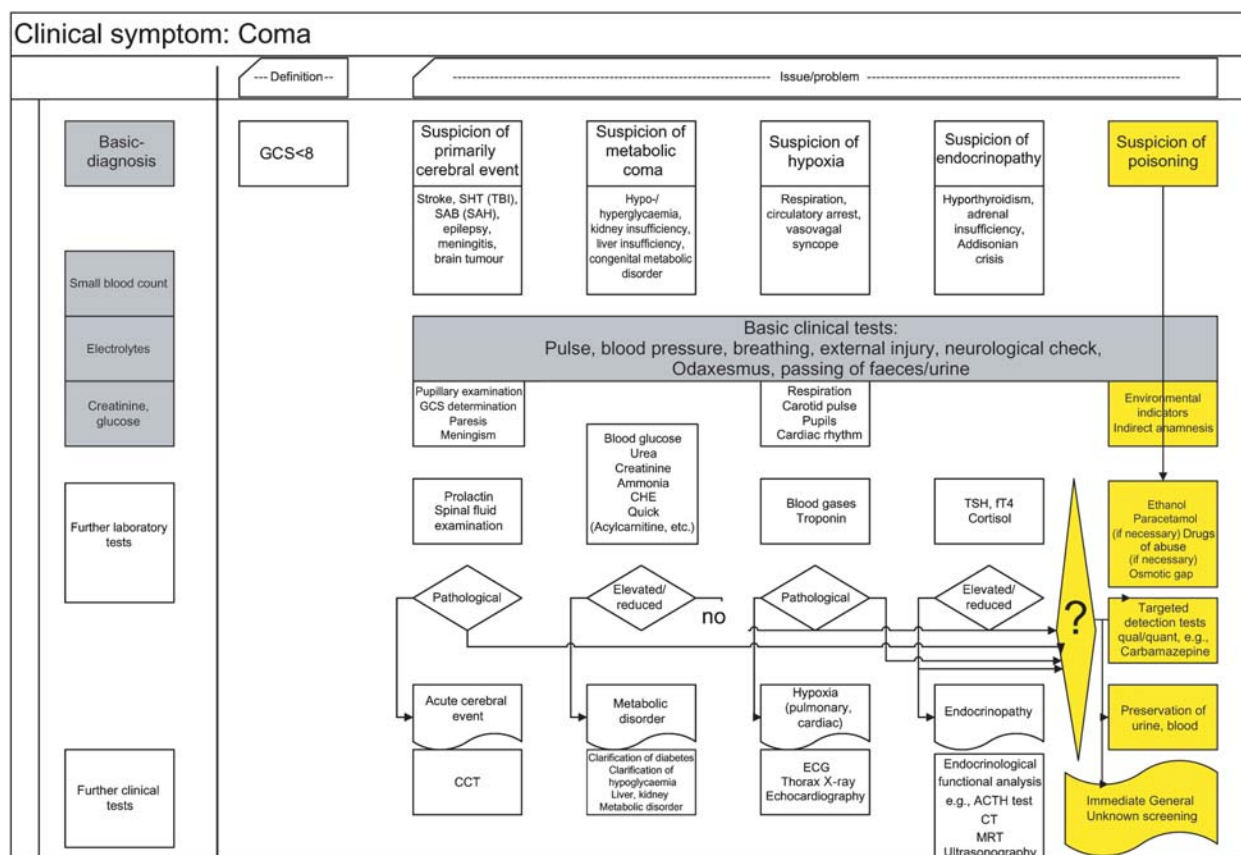 Clinical symptom: Coma
--- Definition--
Issue/problem
Basic-
diagnosis
GCS<8
Suspicion of
primarily
cerebral event
Suspicion of
metabolic
coma
Suspicion of
hypoxia
Suspicion of
endocrinopathy
Suspicion of
poisoning
Stroke, SHT (TBI),
SAB (SAH),
epilepsy,
meningitis,
brain tumour
Hypo-/
hyperglycaemia,
kidney insufficiency,
liver insufficiency,
congenital metabolic
disorder
Respiration,
circulatory arrest,
vasovagal
syncope
Hyporthyroidism,
adrenal
insufficiency,
Addisonian
crisis
Small blood count
Electrolytes
Basic clinical tests:
Pulse, blood pressure, breathing, external injury, neurological check,
Odaxesmus, passing of faeces/urine
Creatinine,
glucose
Pupillary examination
GCS determination
Paresis
Meningism
Blood glucose
Urea
Creatinine
Ammonia
CHE
Quick
(Acylcarnitine, etc.)
Respiration
Carotid pulse
Pupils
Cardiac rhythm
Environmental
indicators
Indirect anamnesis
Further laboratory
tests
Prolactin
Spinal fluid
examination
Blood gases
Troponin
TSH, fT4
Cortisol
Ethanol
Paracetamol
(if necessary) Drugs
of abuse
(if necessary)
Osmotic gap
Pathological
Elevated/
reduced
no
Pathological
Elevated/
reduced
?
Targeted
detection tests
qual/quant, e.g.,
Carbamazepine
Acute cerebral
event
Metabolic
disorder
Hypoxia
(pulmonary,
cardiac)
Endocrinopathy
Preservation of
urine, blood
Further clinical
tests
CCT
Clarification of diabetes
Clarification of
hypoglycaemia
Liver, kidney
Metabolic disorder
ECG
Thorax X-ray
Echocardiography
Endocrinological
functional analysis
e.g., ACTH test
CT
MRT
Ultrasonography
Immediate General
Unknown screening